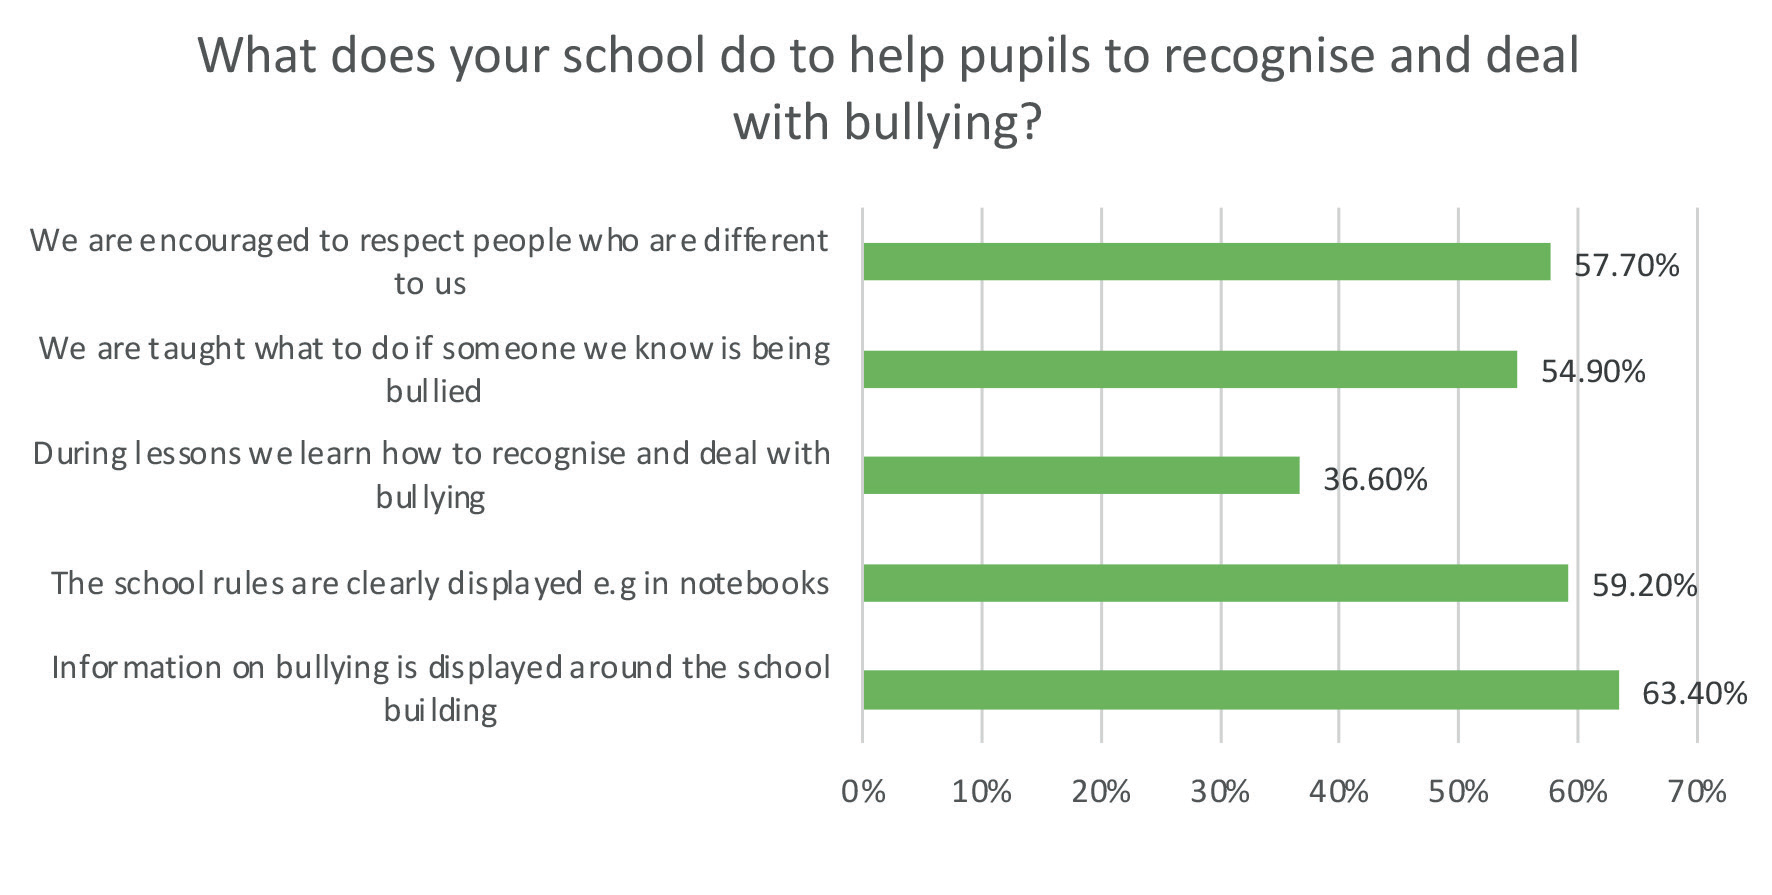 What does your school do to help pupils to recognise and deal
with bullying?
We are encouraged to respect people who are different
to us
57.70%
We are taught what to do if someone we know is being
bullied
54.90%
During lessons we learn how to recognise and deal with
bullying
36.60%
The school rules are clearly displayed e.g in notebooks
59.20%
Information on bullying is displayed around the school
building
63.40%
0% 10% 20% 30% 40% 50% 60% 70%